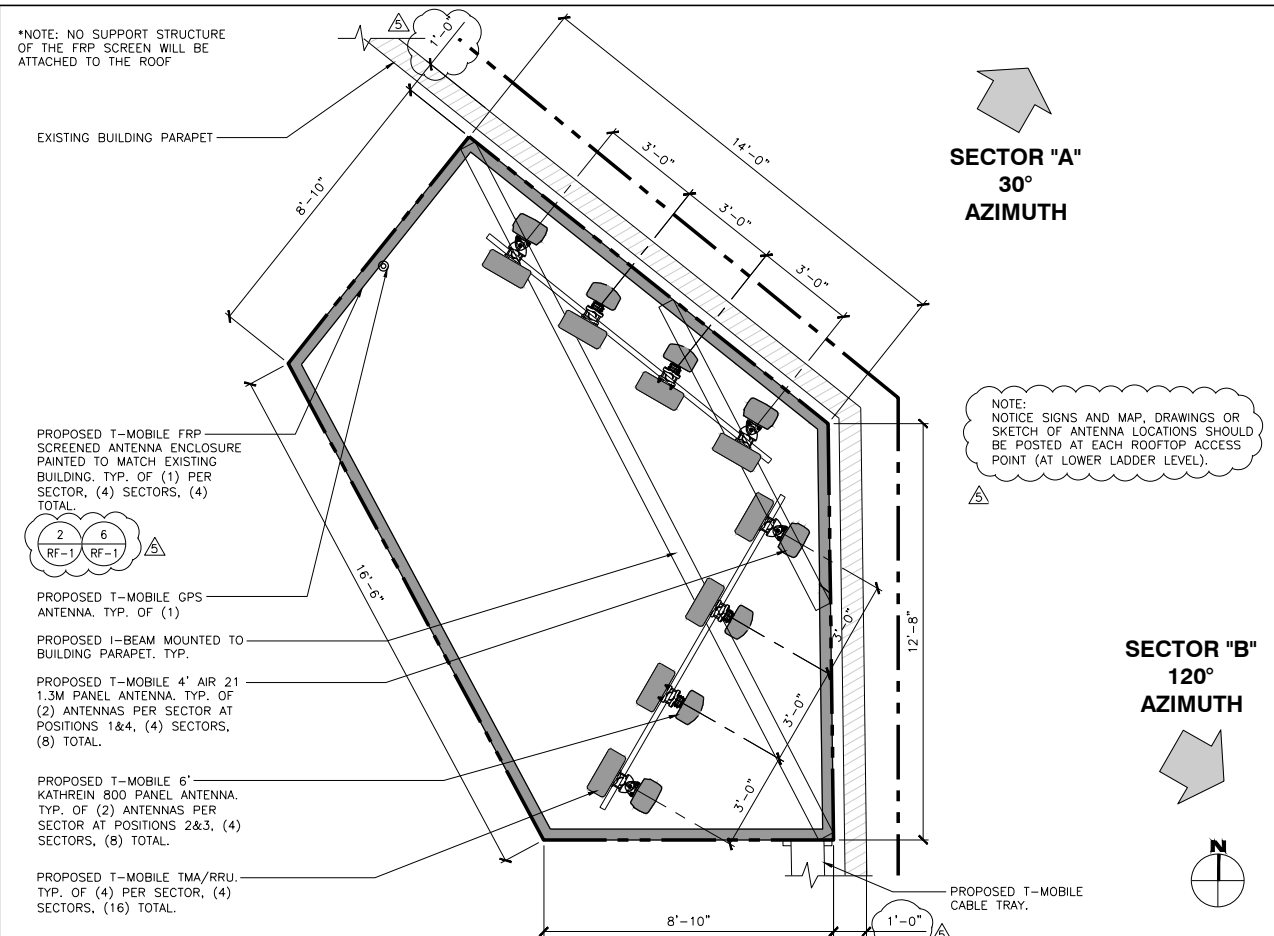 *NOTE: NO SUPPORT STRUCTURE
OF THE FRP SCREEN WILL BE
ATTACHED TO THE ROOF
5
1'-0"
EXISTING BUILDING PARAPET
8'-10"
14'-0"
3'-0"
3'-0"
3'-0"
SECTOR "A"
30°
AZIMUTH
NOTE:
NOTICE SIGNS AND MAP, DRAWINGS OR
SKETCH OF ANTENNA LOCATIONS SHOULD
BE POSTED AT EACH ROOFTOP ACCESS
POINT (AT LOWER LADDER LEVEL).
5
PROPOSED T-MOBILE FRP
SCREENED ANTENNA ENCLOSURE
PAINTED TO MATCH EXISTING
BUILDING. TYP. OF (1) PER
SECTOR, (4) SECTORS, (4)
TOTAL.
2
RF-1
6
RF-1
5
16'-6"
PROPOSED T-MOBILE GPS
ANTENNA. TYP. OF (1)
PROPOSED I-BEAM MOUNTED TO
BUILDING PARAPET. TYP.
PROPOSED T-MOBILE 4' AIR 21
1.3M PANEL ANTENNA. TYP. OF
(2) ANTENNAS PER SECTOR AT
POSITIONS 1&4, (4) SECTORS,
(8) TOTAL.
PROPOSED T-MOBILE 6'
KATHREIN 800 PANEL ANTENNA.
TYP. OF (2) ANTENNAS PER
SECTOR AT POSITIONS 2&3, (4)
SECTORS, (8) TOTAL.
PROPOSED T-MOBILE TMA/RRU.
TYP. OF (4) PER SECTOR, (4)
SECTORS, (16) TOTAL.
3'-0"
3'-0"
3'-0"
12'-8"
SECTOR "B"
120°
AZIMUTH
N
PROPOSED T-MOBILE
CABLE TRAY.
8'-10"
1'-0"
5